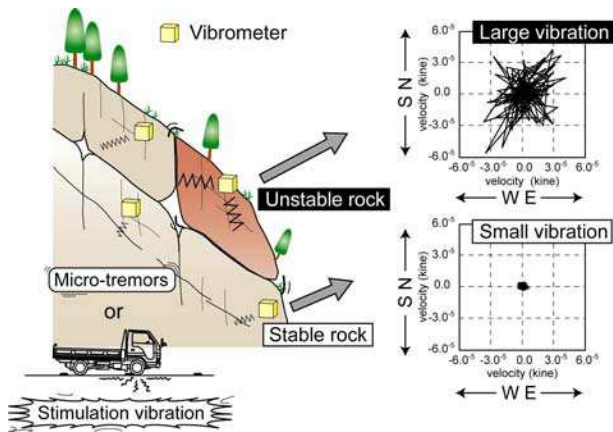 Vibrometer
Unstable rock
Micro-tremors
or
Stable rock
Stimulation vibration
Large vibration
6.0⁻⁵
3.0⁻⁵
0.0
-3.0⁻⁵
-6.0⁻⁵
S N
velocity (kine)
-6.0⁻⁵ -3.0⁻⁵ 0.0 3.0⁻⁵ 6.0⁻⁵
velocity (kine)
W E
Small vibration
6.0⁻⁵
3.0⁻⁵
0.0
-3.0⁻⁵
-6.0⁻⁵
S N
velocity (kine)
-6.0⁻⁵ -3.0⁻⁵ 0.0 3.0⁻⁵ 6.0⁻⁵
velocity (kine)
W E